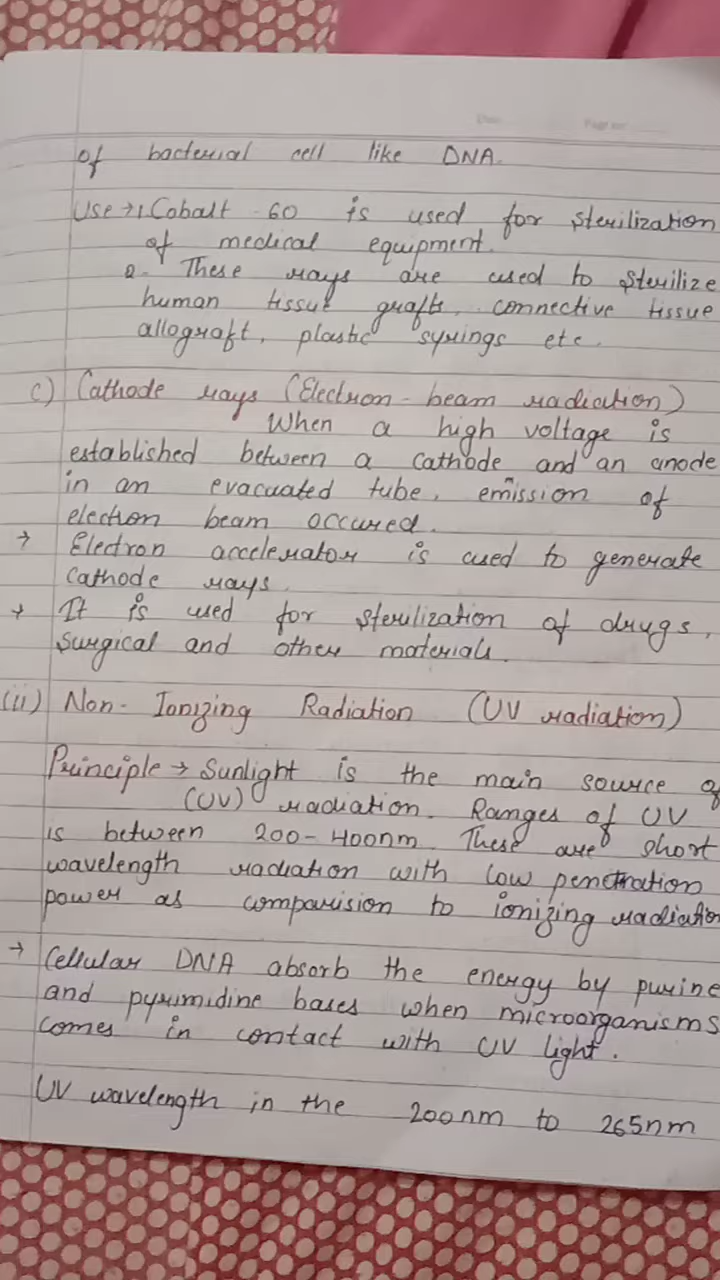 of bacterial cell like DNA.
Use → 1. Cobalt - 60 is used for sterilization
of medical equipment.
2. These rays are used to sterilize
human tissue grafts, connective tissue
allograft, plastic syrings etc.
c) Cathode rays (Electron - beam radiation)
When a high voltage is
established between a cathode and an anode
in an evacuated tube, emission of
electron beam occured.
→ Electron accelerator is used to generate
cathode rays.
→ It is used for sterilization of drugs,
surgical and other materials.
(ii) Non - Ionizing Radiation (UV radiation)
Principle → Sunlight is the main source of
(UV) radiation. Ranges of UV
is between 200-400nm. These are short
wavelength radiation with low penetration
power as comparision to ionizing radiation
→ Cellular DNA absorb the energy by purine
and pyrimidine bases when microorganisms
comes in contact with UV light.
UV wavelength in the 200nm to 265nm